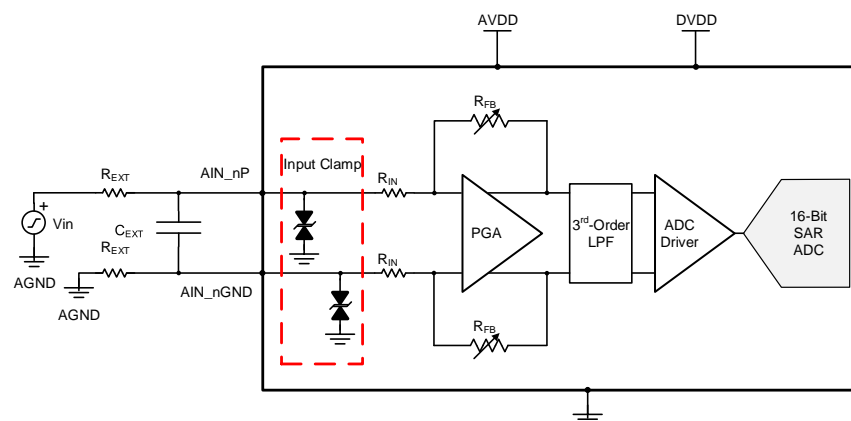 AVDD
DVDD
RFB
Input Clamp
REXT
AIN_nP
RIN
+
Vin
CEXT
PGA
3rd-Order
LPF
ADC
Driver
16-Bit
SAR
ADC
REXT
RIN
AGND
AIN_nGND
AGND
RFB